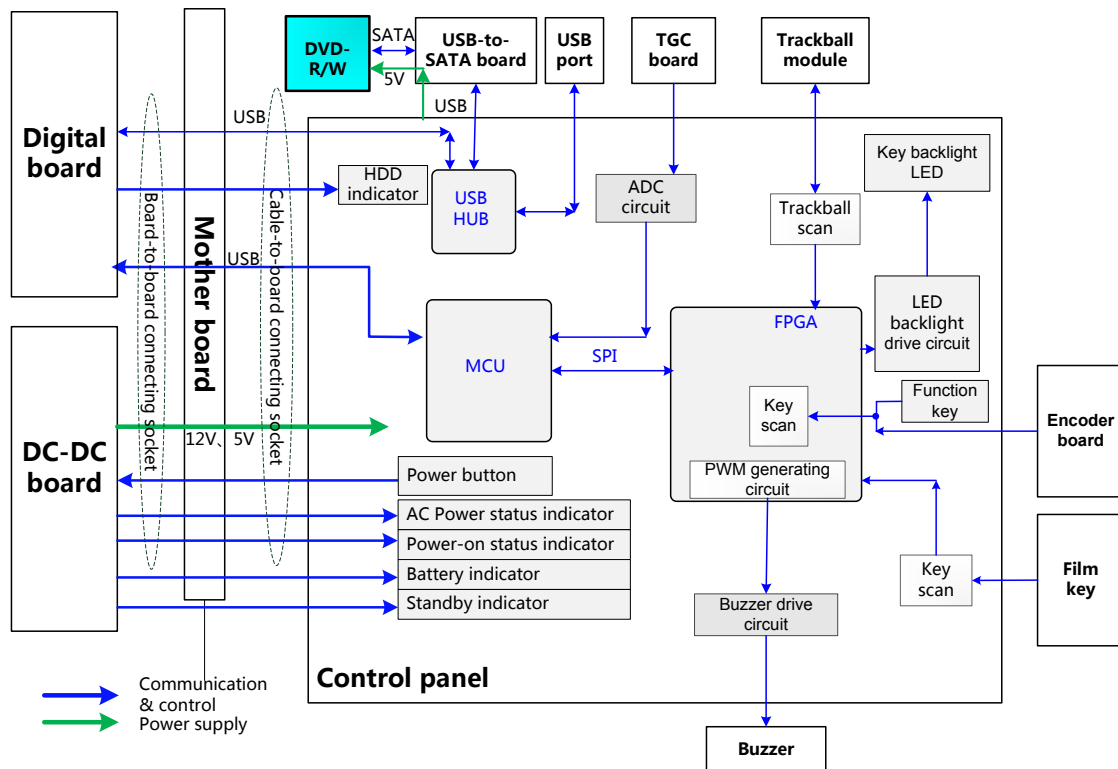 DVD-
R/W
SATA
5V
USB-to-
SATA board
USB
port
TGC
board
Trackball
module
USB
USB
Digital
board
HDD
indicator
USB
HUB
ADC
circuit
Key backlight
LED
Trackball
scan
Board-to-board connecting socket
Mother board
Cable-to-board connecting socket
USB
MCU
SPI
FPGA
LED
backlight
drive circuit
Key
scan
Function
key
Encoder
board
DC-DC
board
12V、5V
Power button
PWM generating
circuit
AC Power status indicator
Power-on status indicator
Battery indicator
Standby indicator
Key
scan
Film
key
Buzzer drive
circuit
Control panel
Communication
& control
Power supply
Buzzer